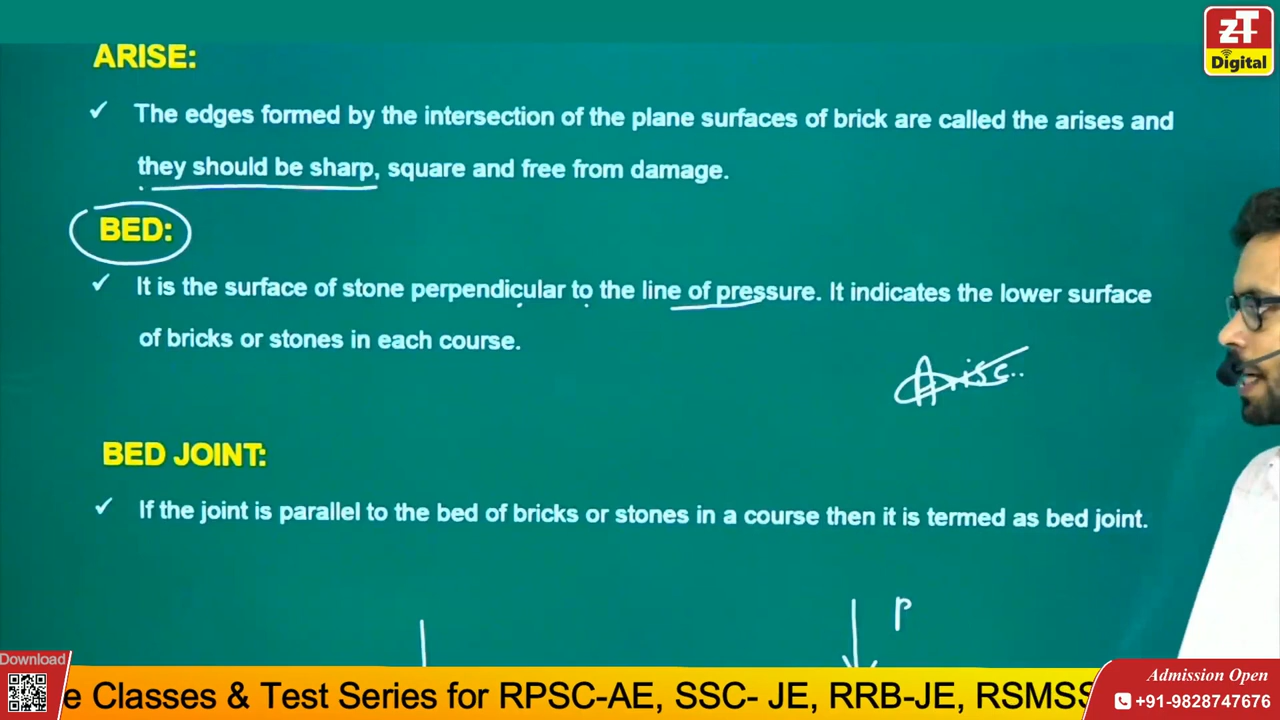 ZT
Digital
ARISE:
✓ The edges formed by the intersection of the plane surfaces of brick are called the arises and
they should be sharp, square and free from damage.
BED:
✓ It is the surface of stone perpendicular to the line of pressure. It indicates the lower surface
of bricks or stones in each course.
Arise..
BED JOINT:
✓ If the joint is parallel to the bed of bricks or stones in a course then it is termed as bed joint.
P
Download
e Classes & Test Series for RPSC-AE, SSC- JE, RRB-JE, RSMSS
Admission Open
+91-9828747676